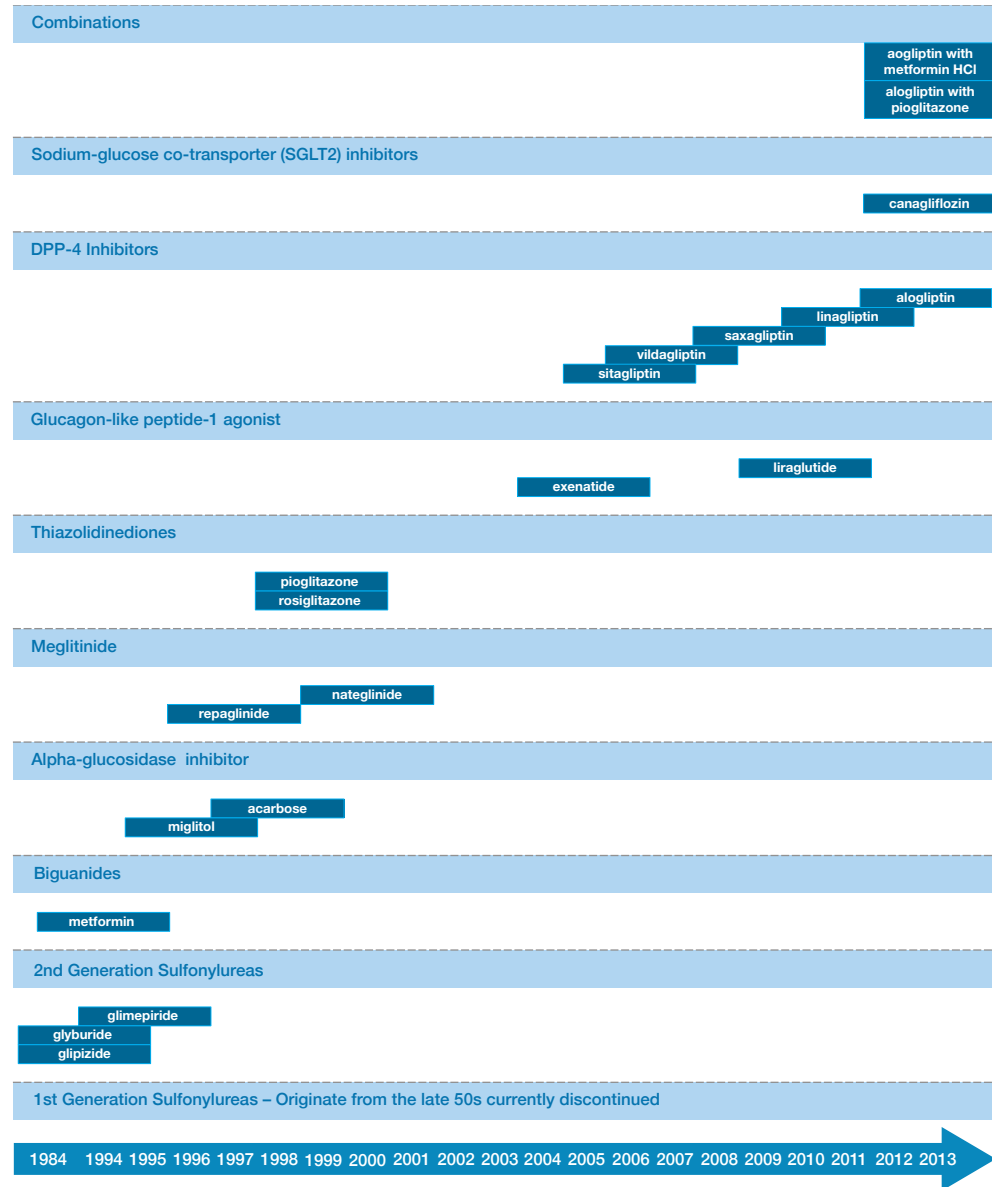 Combinations
aogliptin with
metformin HCl
alogliptin with
pioglitazone
Sodium-glucose co-transporter (SGLT2) inhibitors
canagliflozin
DPP-4 Inhibitors
alogliptin
linagliptin
saxagliptin
vildagliptin
sitagliptin
Glucagon-like peptide-1 agonist
liraglutide
exenatide
Thiazolidinediones
pioglitazone
rosiglitazone
Meglitinide
nateglinide
repaglinide
Alpha-glucosidase inhibitor
acarbose
miglitol
Biguanides
metformin
2nd Generation Sulfonylureas
glimepiride
glyburide
glipizide
1st Generation Sulfonylureas – Originate from the late 50s currently discontinued
1984 1994 1995 1996 1997 1998 1999 2000 2001 2002 2003 2004 2005 2006 2007 2008 2009 2010 2011 2012 2013